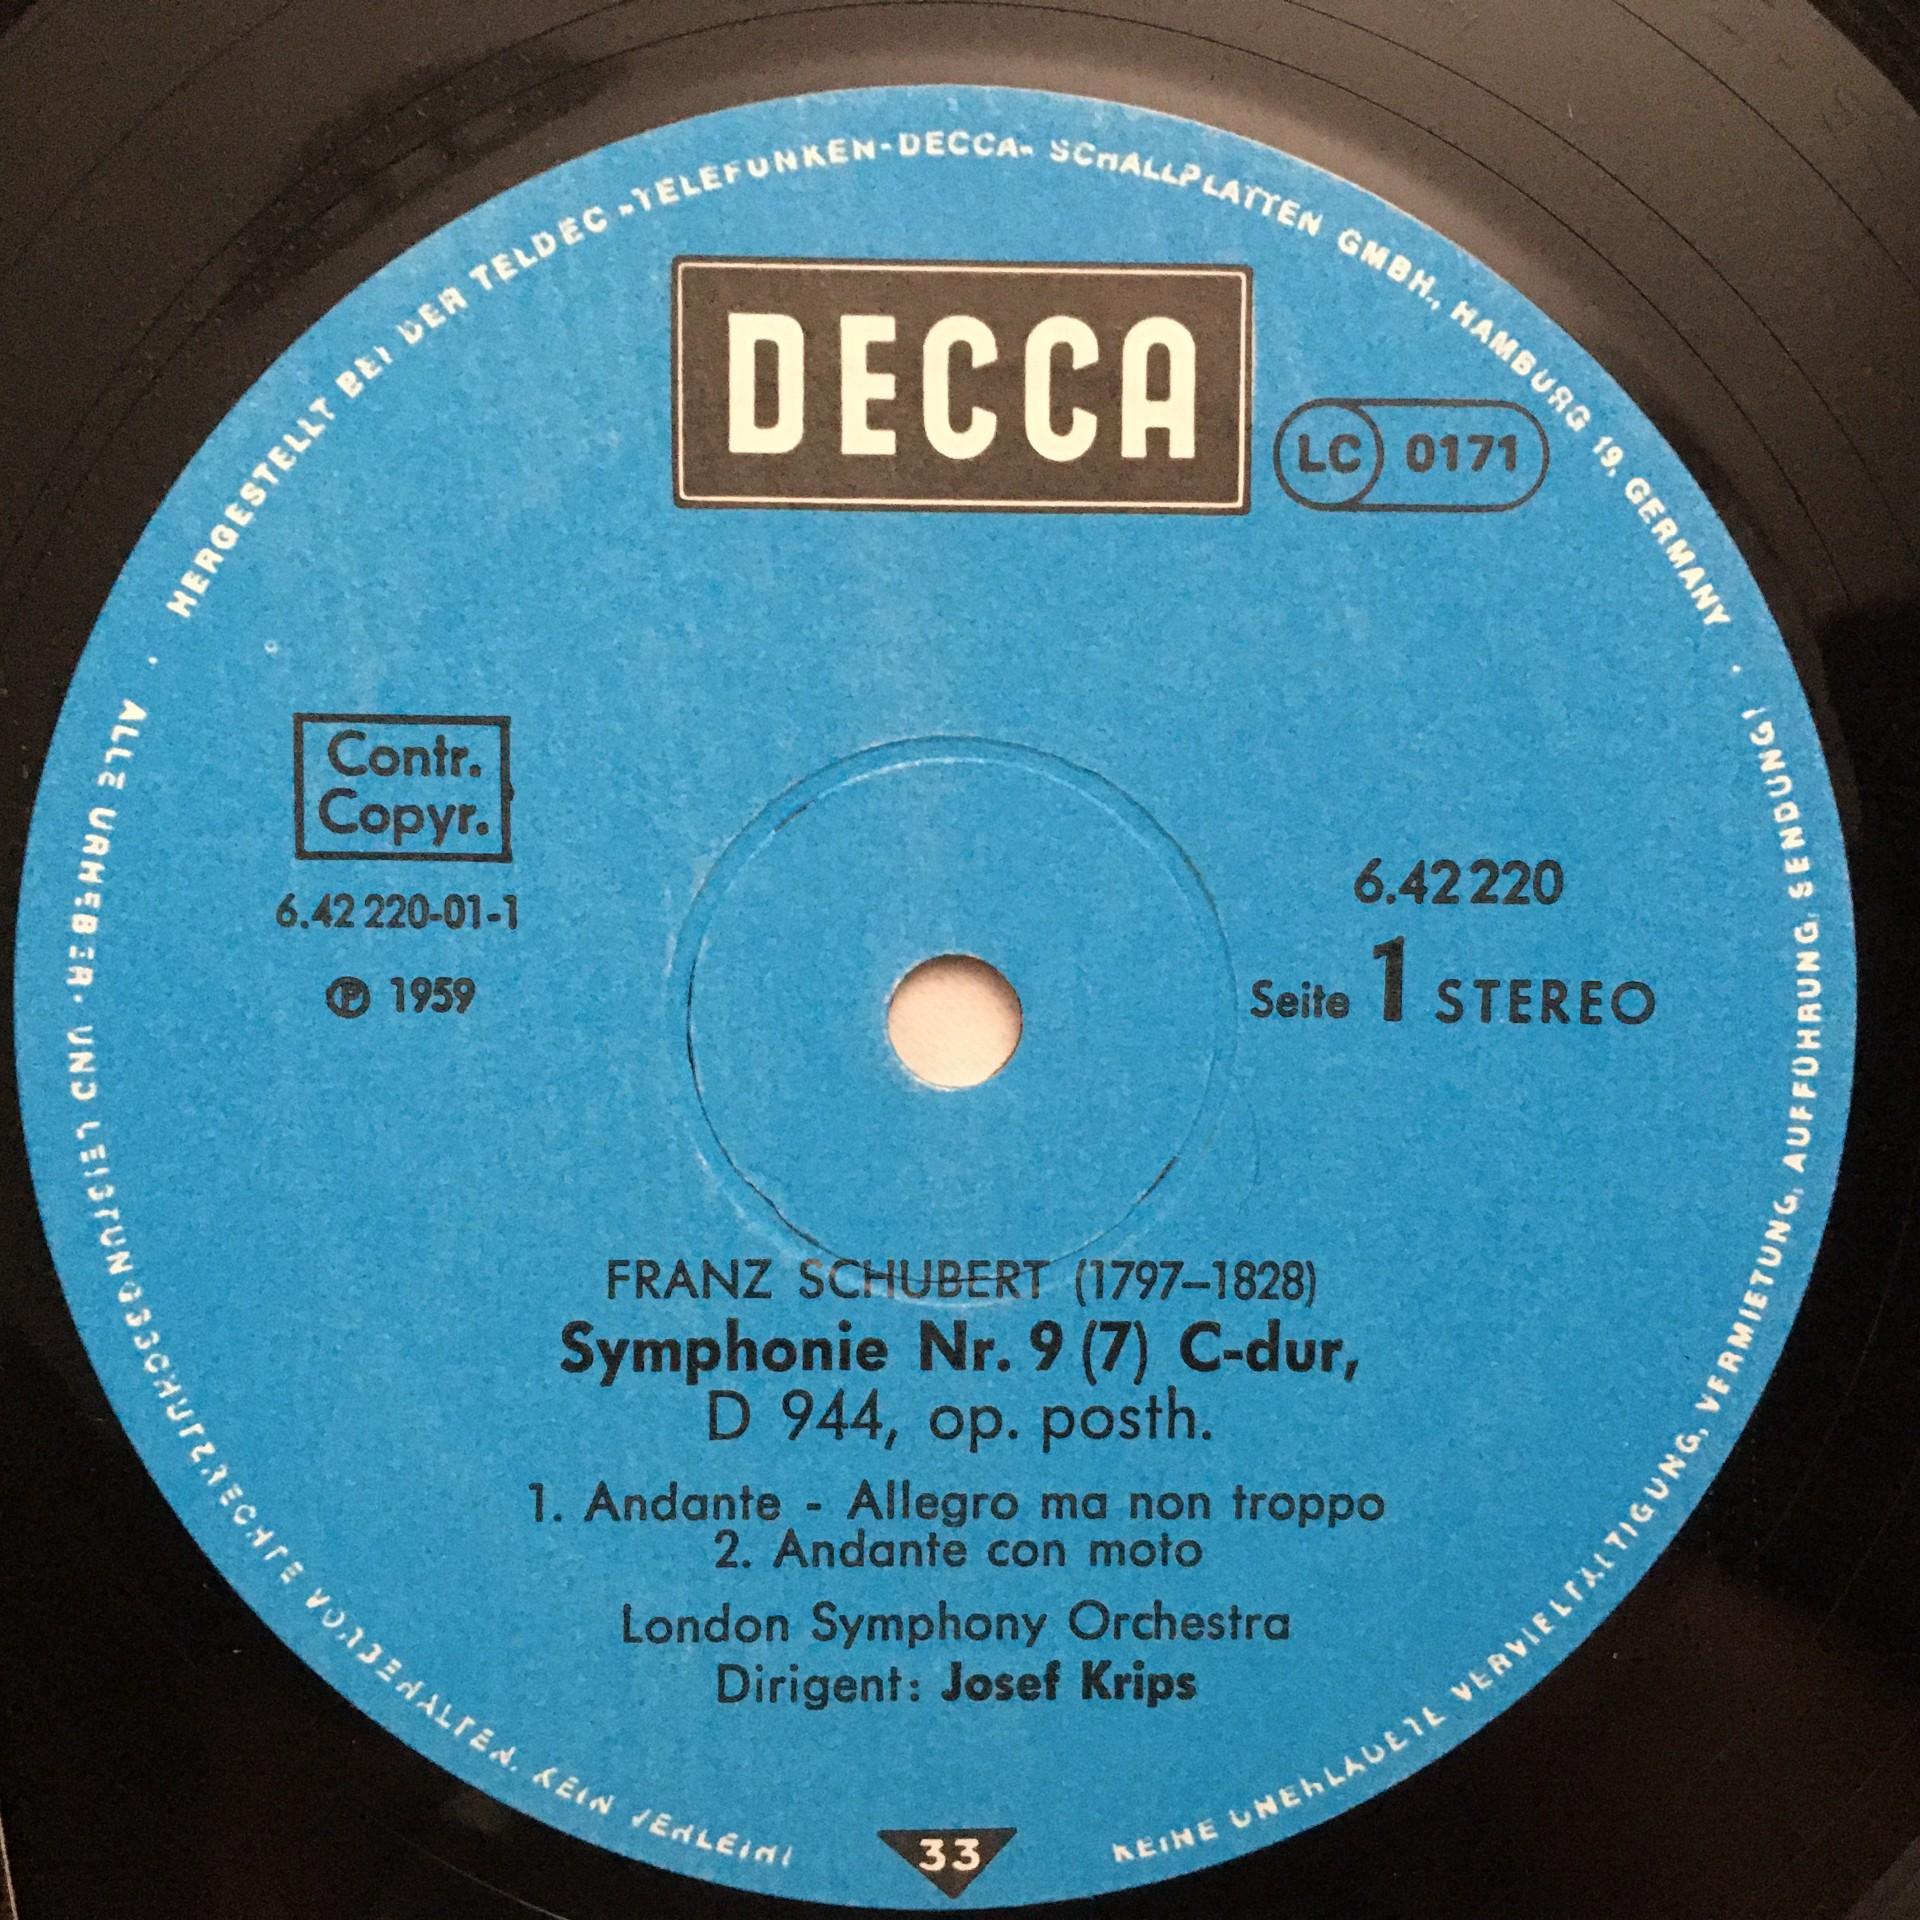 HERGESTELLT BEI DER TELDEC »TELEFUNKEN-DECCA« SCHALLPLATTEN GMBH., HAMBURG 19, GERMANY ·
DECCA
LC 0171
Contr.
Copyr.
6.42 220-01-1
℗ 1959
6.42 220
Seite 1 STEREO
FRANZ SCHUBERT (1797–1828)
Symphonie Nr. 9 (7) C-dur,
D 944, op. posth.
1. Andante - Allegro ma non troppo
2. Andante con moto
London Symphony Orchestra
Dirigent: Josef Krips
33
· ALLE URHEBER- UND LEISTUNGSSCHUTZRECHTE VORBEHALTEN. KEIN VERLEIH!
KEINE UNERLAUBTE VERVIELFÄLTIGUNG, VERMIETUNG, AUFFÜHRUNG, SENDUNG!